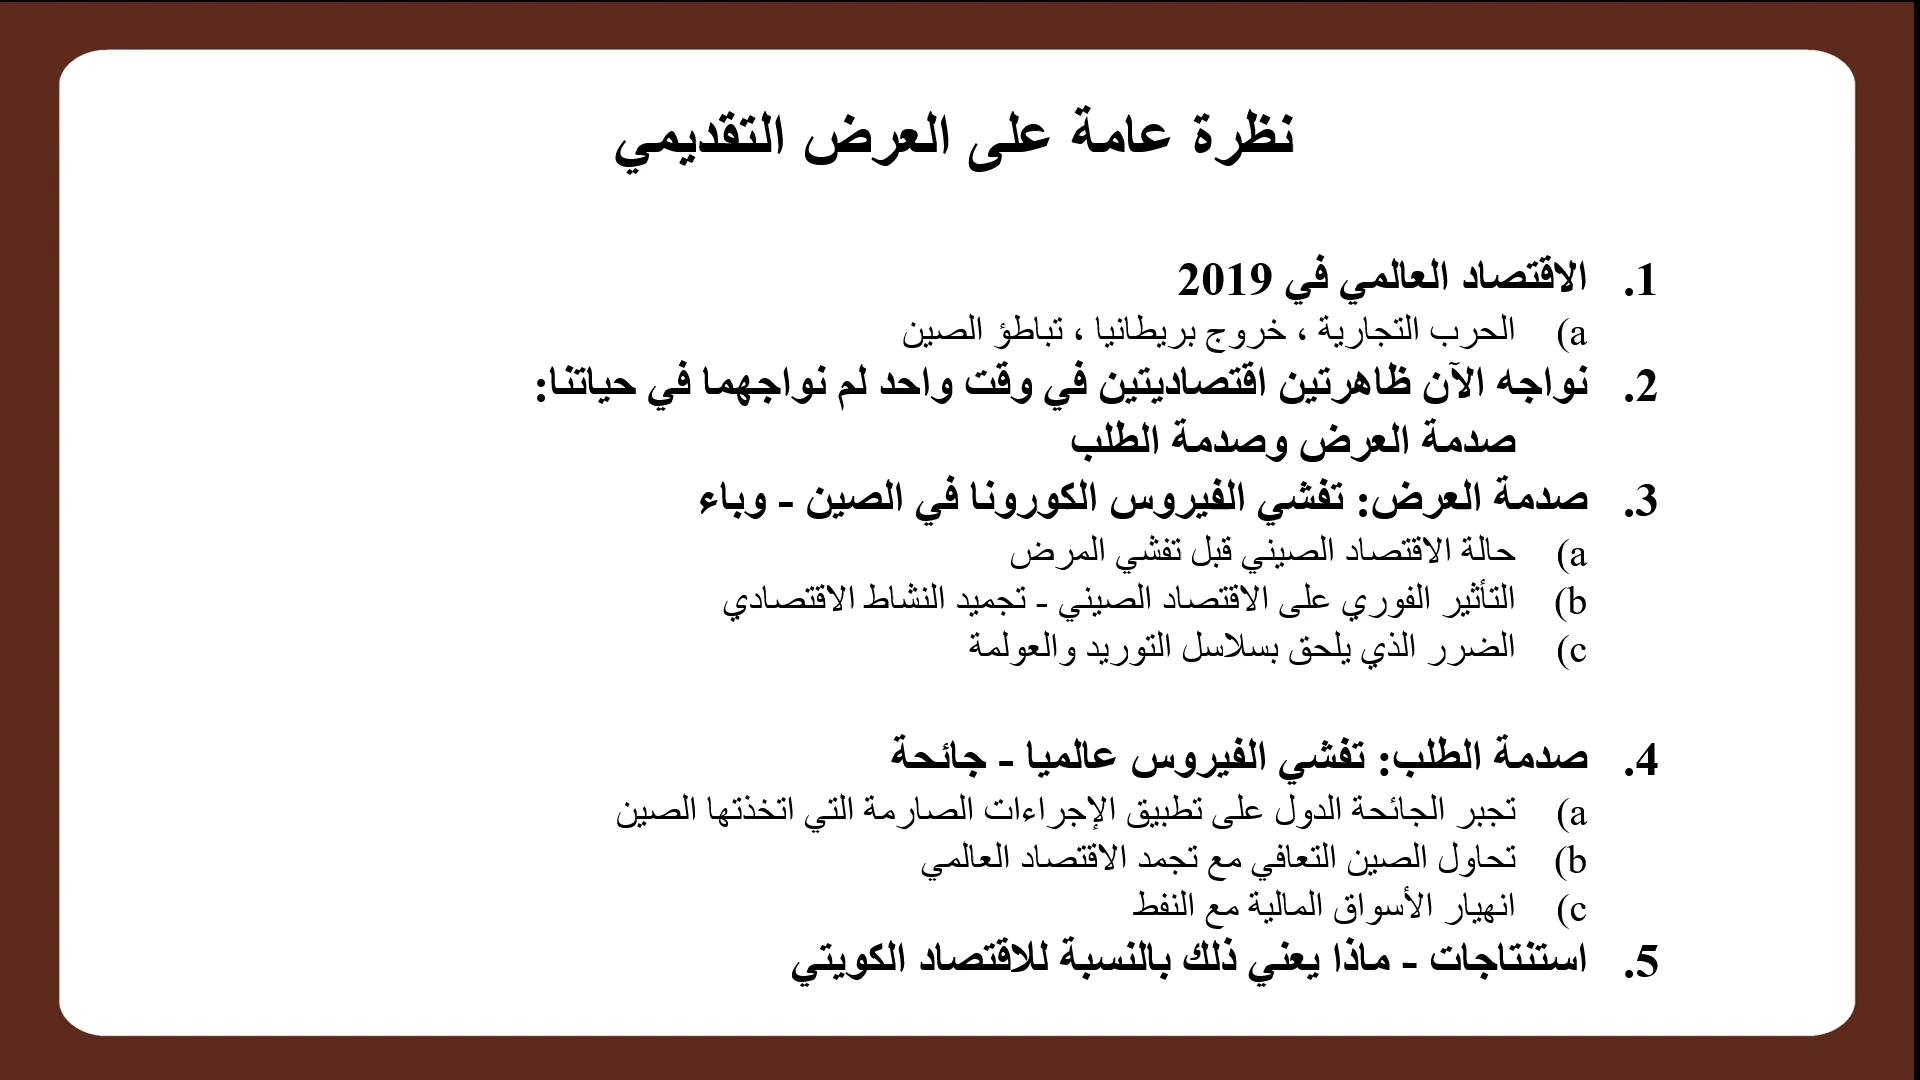 نظرة عامة على العرض التقديمي
1. الاقتصاد العالمي في 2019
a) الحرب التجارية ، خروج بريطانيا ، تباطؤ الصين
2. نواجه الآن ظاهرتين اقتصاديتين في وقت واحد لم نواجهما في حياتنا:
صدمة العرض وصدمة الطلب
3. صدمة العرض: تفشي الفيروس الكورونا في الصين - وباء
a) حالة الاقتصاد الصيني قبل تفشي المرض
b) التأثير الفوري على الاقتصاد الصيني - تجميد النشاط الاقتصادي
c) الضرر الذي يلحق بسلاسل التوريد والعولمة
4. صدمة الطلب: تفشي الفيروس عالميا - جائحة
a) تجبر الجائحة الدول على تطبيق الإجراءات الصارمة التي اتخذتها الصين
b) تحاول الصين التعافي مع تجمد الاقتصاد العالمي
c) انهيار الأسواق المالية مع النفط
5. استنتاجات - ماذا يعني ذلك بالنسبة للاقتصاد الكويتي